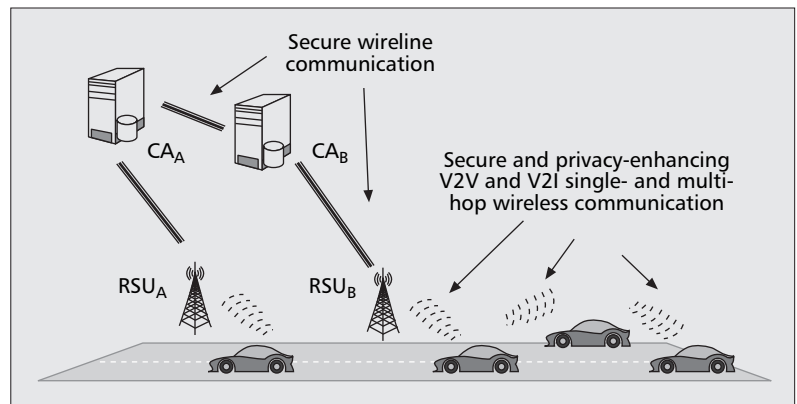 Secure wireline
communication
CA_A
CA_B
Secure and privacy-enhancing
V2V and V2I single- and multi-
hop wireless communication
RSU_A
RSU_B